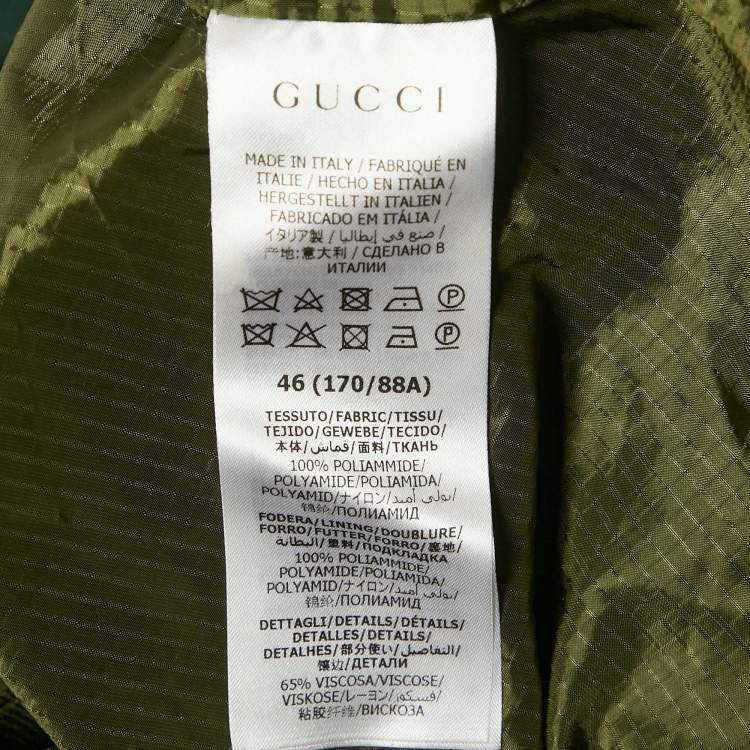 GUCCI
MADE IN ITALY / FABRIQUÉ EN
ITALIE / HECHO EN ITALIA /
HERGESTELLT IN ITALIEN /
FABRICADO EM ITÁLIA /
イタリア製 / صنع في إيطاليا /
产地:意大利 / СДЕЛАНО В
ИТАЛИИ
P
P
46 (170/88A)
TESSUTO/FABRIC/TISSU/
TEJIDO/GEWEBE/TECIDO/
本体/قماش/面料/ТКАНЬ
100% POLIAMMIDE/
POLYAMIDE/POLIAMIDA/
POLYAMID/ナイロン/بولي أميد/
锦纶/ПОЛИАМИД
FODERA/LINING/DOUBLURE/
FORRO/FUTTER/FORRO/裏地/
البطانة/里料/ПОДКЛАДКА
100% POLIAMMIDE/
POLYAMIDE/POLIAMIDA/
POLYAMID/ナイロン/بولي أميد/
锦纶/ПОЛИАМИД
DETTAGLI/DETAILS/DÉTAILS/
DETALLES/DETAILS/
DETALHES/部分使い/التفاصيل/
镶边/ДЕТАЛИ
65% VISCOSA/VISCOSE/
VISKOSE/レーヨン/فسكوز/
粘胶纤维/ВИСКОЗА